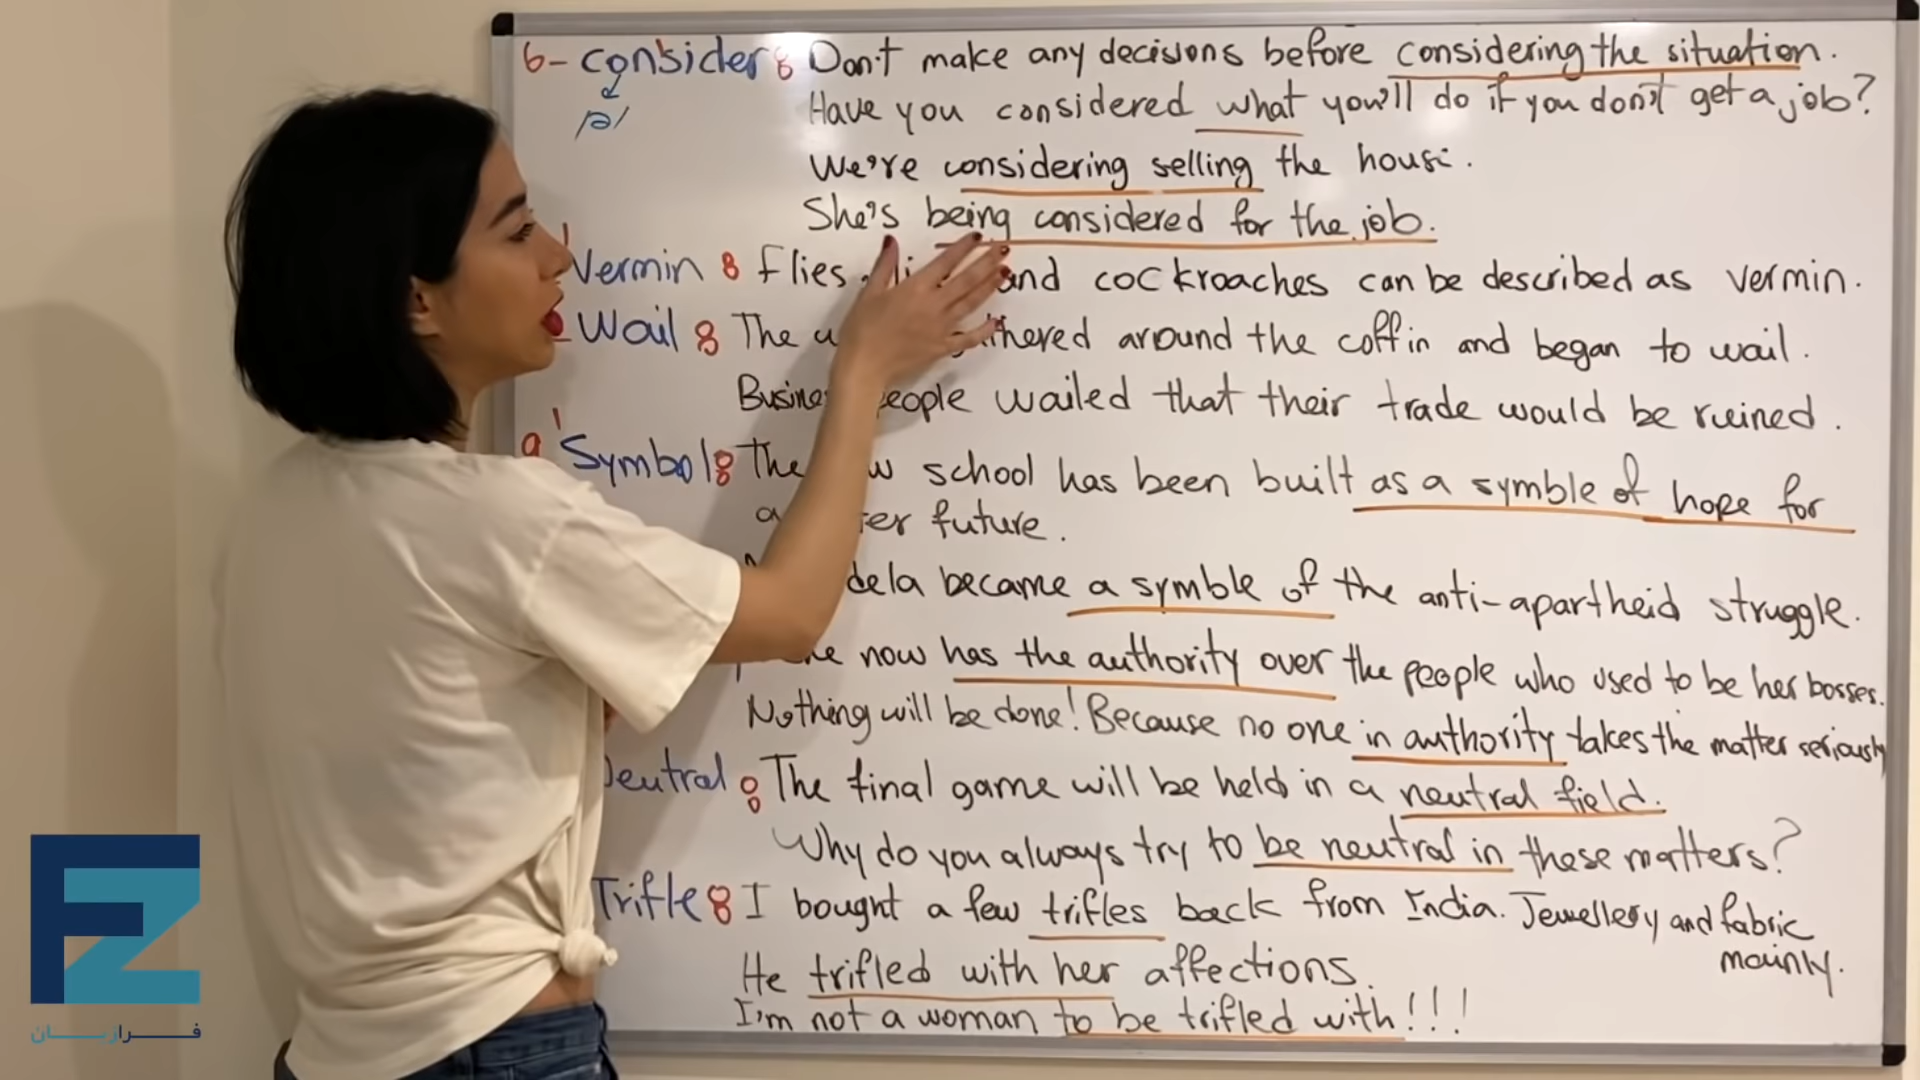 6- consider: Don't make any decisions before considering the situation.
/ə/
Have you considered what you'll do if you don't get a job?
We're considering selling the house.
She's being considered for the job.
Vermin: Flies and cockroaches can be described as vermin.
Wail: The around the coffin and began to wail.
people wailed that their trade would be ruined.
9 Symbol: The school has been built as a symble of hope for
future.
became a symble of the anti-apartheid struggle.
now has the authority over the people who used to be her bosses.
Nothing will be done! Because no one in authority takes the matter seriously
The final game will be held in a neutral field.
Why do you always try to be neutral in these matters?
Trifle: I bought a few trifles back from India. Jewellery and fabric
mainly.
He trifled with her affections.
I'm not a woman to be trifled with!!!
FZ
فرازبان